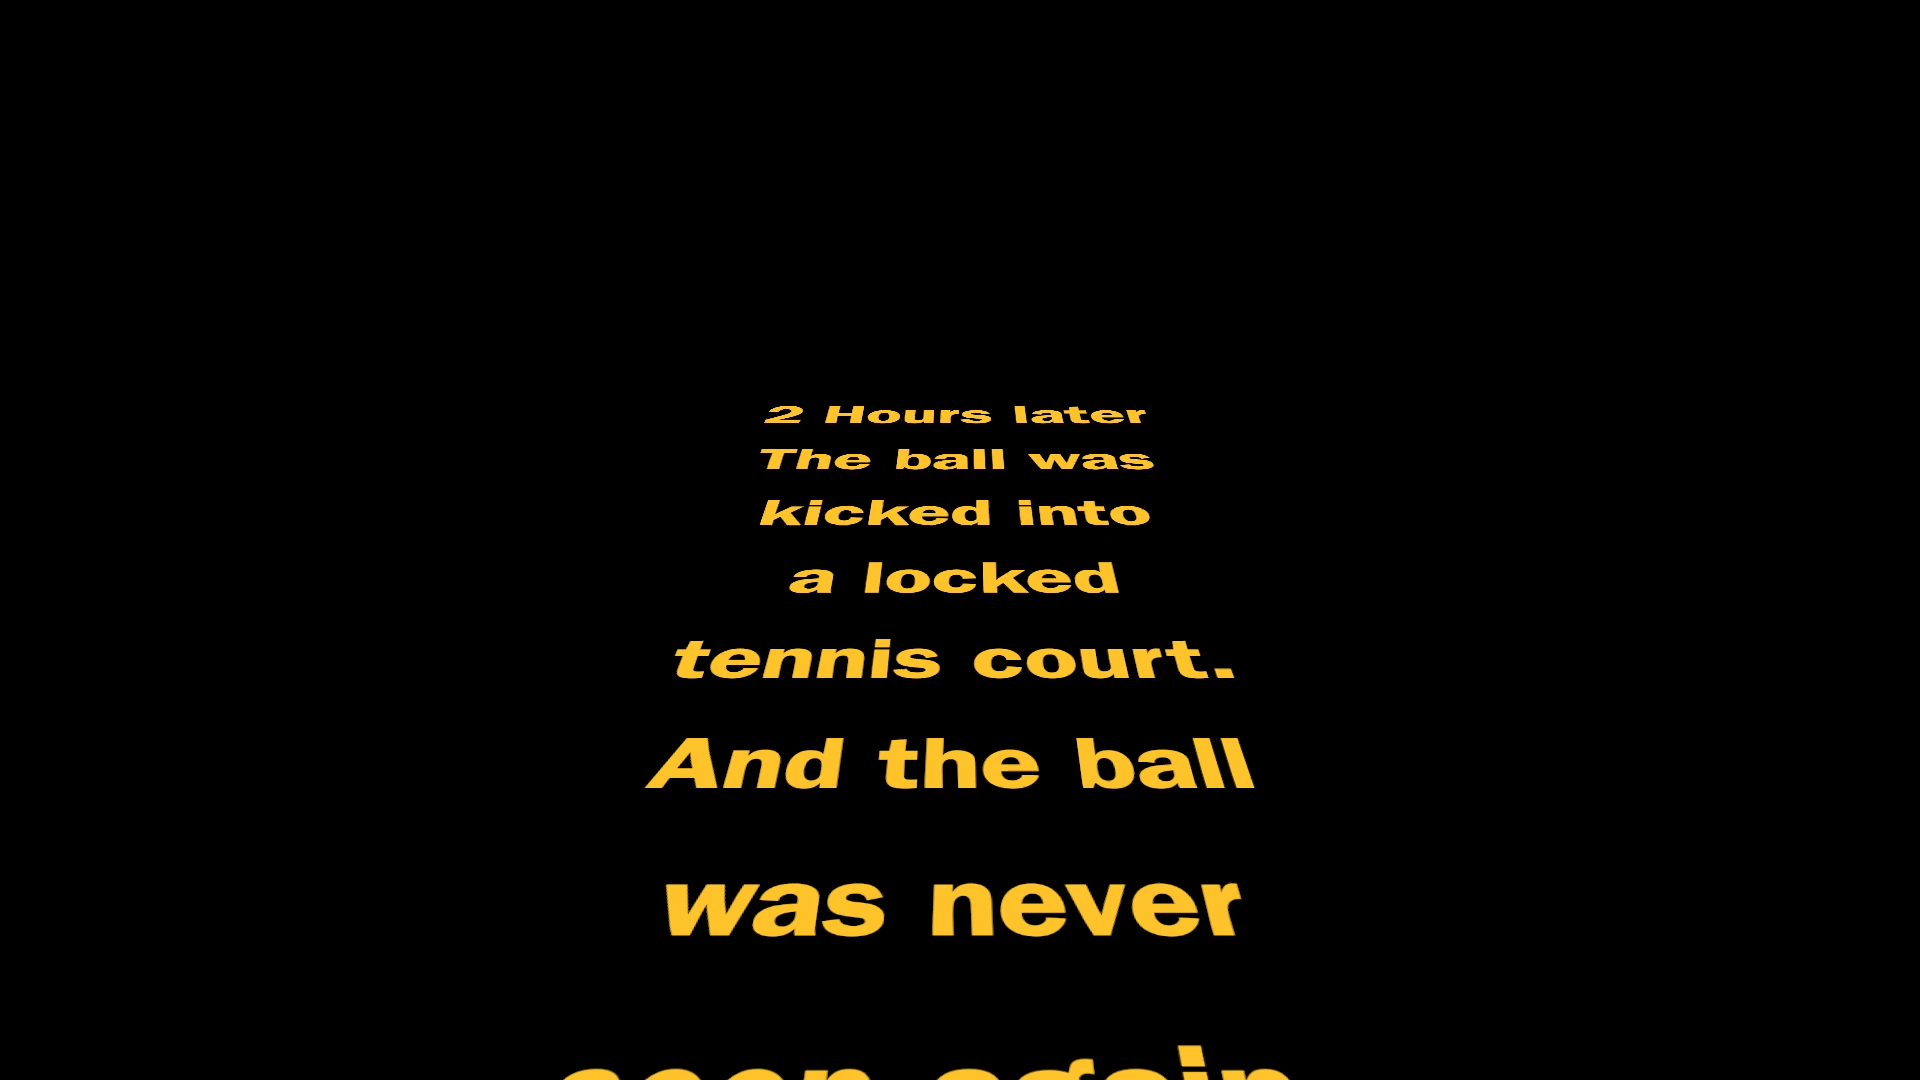 2 Hours later
The ball was
kicked into
a locked
tennis court.
And the ball
was never
seen again